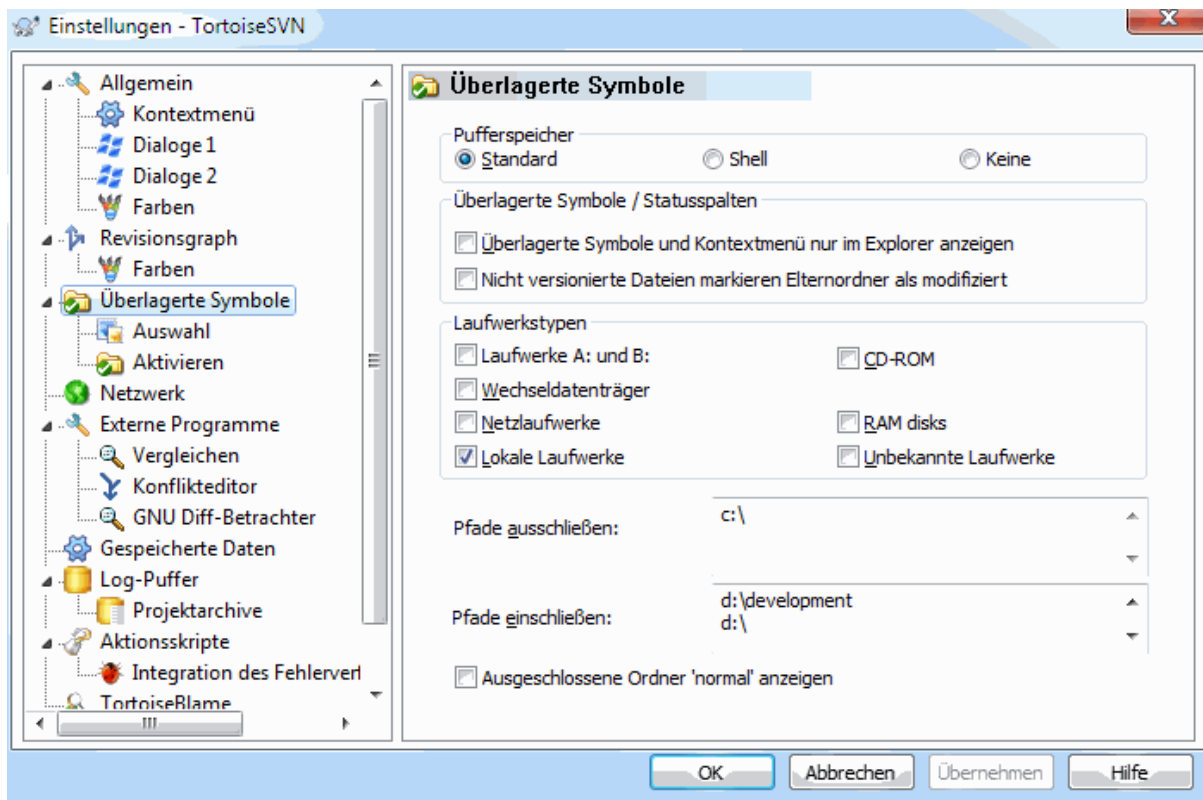 Einstellungen - TortoiseSVN
Allgemein
Kontextmenü
Dialoge 1
Dialoge 2
Farben
Revisionsgraph
Farben
Überlagerte Symbole
Auswahl
Aktivieren
Netzwerk
Externe Programme
Vergleichen
Konflikteditor
GNU Diff-Betrachter
Gespeicherte Daten
Log-Puffer
Projektarchive
Aktionsskripte
Integration des Fehlerverf
TortoiseBlame
Überlagerte Symbole
Pufferspeicher
Standard Shell Keine
Überlagerte Symbole / Statusspalten
Überlagerte Symbole und Kontextmenü nur im Explorer anzeigen
Nicht versionierte Dateien markieren Elternordner als modifiziert
Laufwerkstypen
Laufwerke A: und B: CD-ROM
Wechseldatenträger
Netzlaufwerke RAM disks
Lokale Laufwerke Unbekannte Laufwerke
Pfade ausschließen: c:\
Pfade einschließen: d:\development
d:\
Ausgeschlossene Ordner 'normal' anzeigen
OK Abbrechen Übernehmen Hilfe